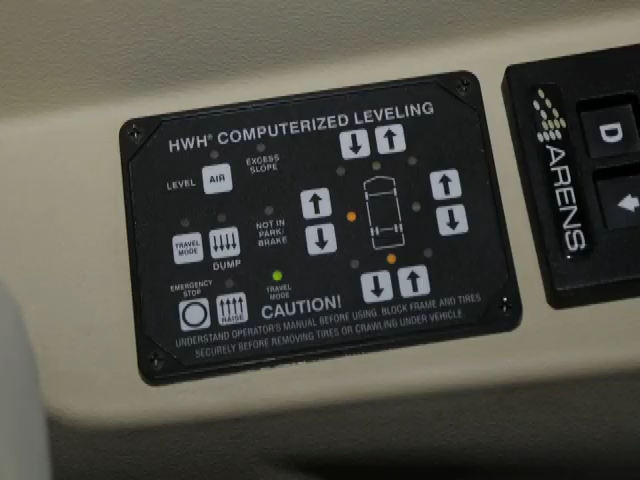 HWH® COMPUTERIZED LEVELING
LEVEL AIR
EXCESS
SLOPE
TRAVEL
MODE
DUMP
NOT IN
PARK/
BRAKE
EMERGENCY
STOP
RAISE
TRAVEL
MODE
CAUTION!
UNDERSTAND OPERATOR'S MANUAL BEFORE USING. BLOCK FRAME AND TIRES
SECURELY BEFORE REMOVING TIRES OR CRAWLING UNDER VEHICLE.
ARENS
D